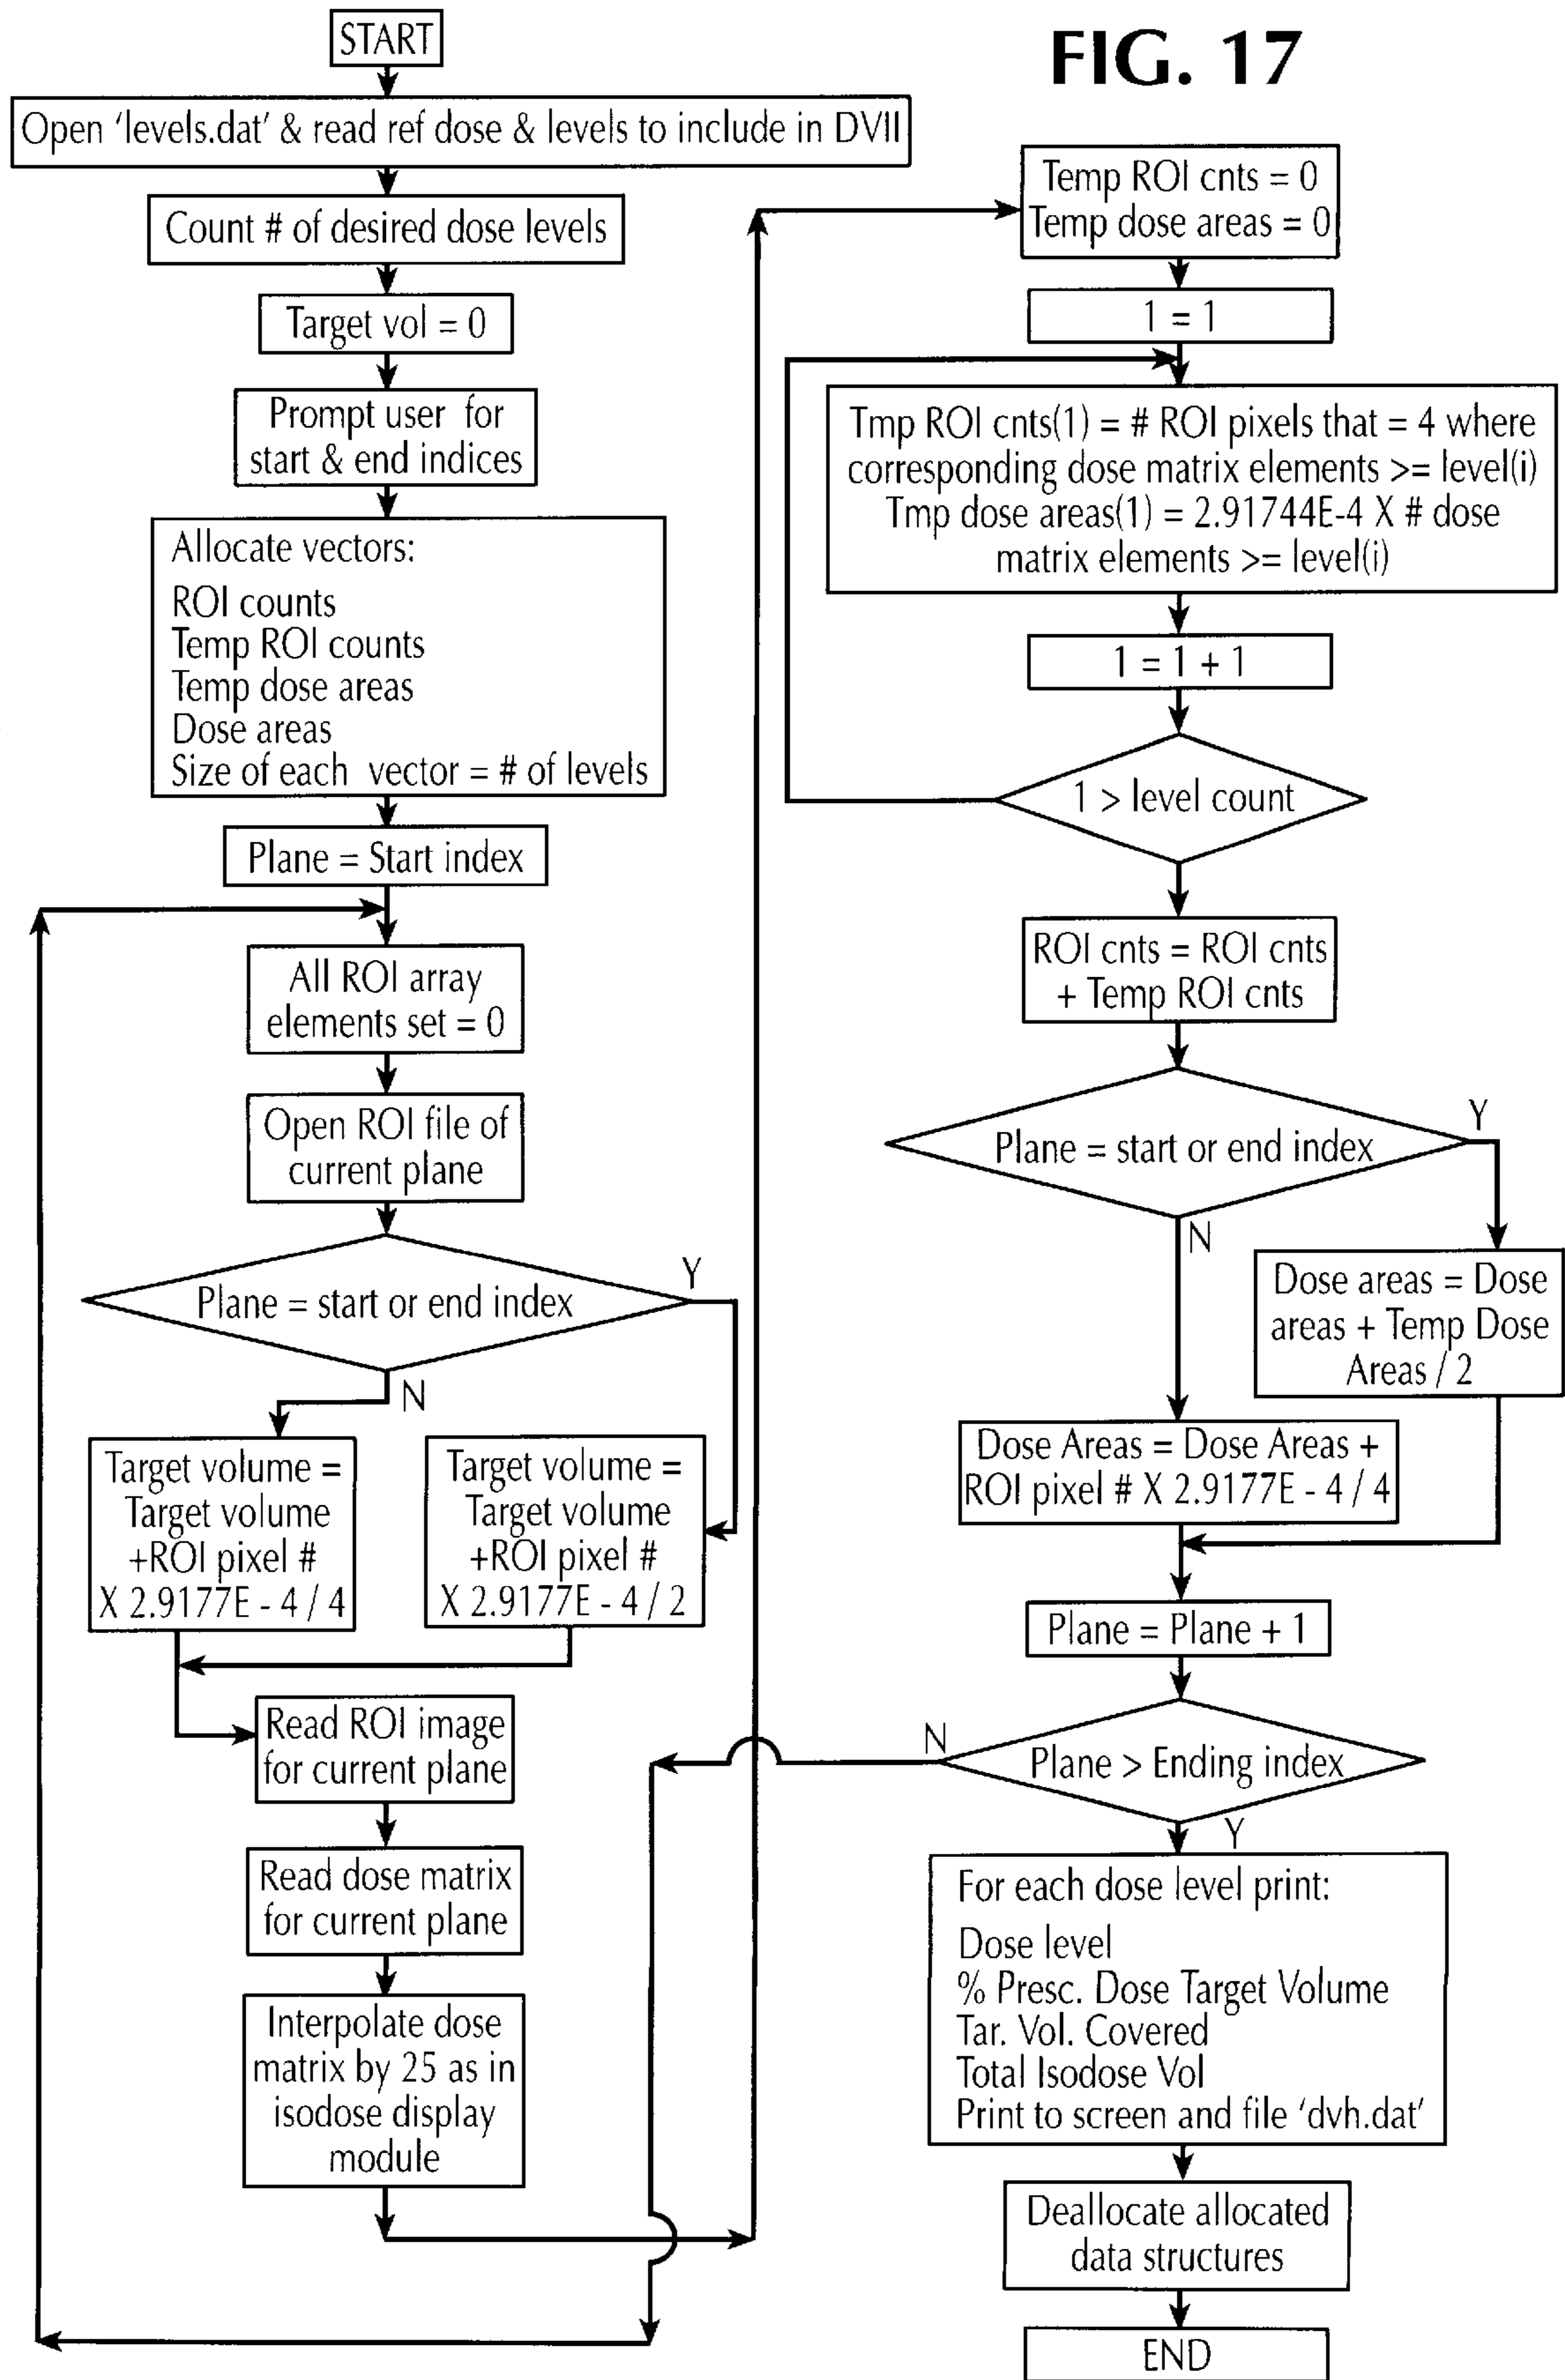 FIG. 17
START
Open 'levels.dat' & read ref dose & levels to include in DVII
Count # of desired dose levels
Target vol = 0
Prompt user for
start & end indices
Allocate vectors:
ROI counts
Temp ROI counts
Temp dose areas
Dose areas
Size of each vector = # of levels
Plane = Start index
All ROI array
elements set = 0
Open ROI file of
current plane
Plane = start or end index
Y
N
Target volume =
Target volume
+ROI pixel #
X 2.9177E - 4 / 4
Target volume =
Target volume
+ROI pixel #
X 2.9177E - 4 / 2
Read ROI image
for current plane
Read dose matrix
for current plane
Interpolate dose
matrix by 25 as in
isodose display
module
Temp ROI cnts = 0
Temp dose areas = 0
1 = 1
Tmp ROI cnts(1) = # ROI pixels that = 4 where
corresponding dose matrix elements >= level(i)
Tmp dose areas(1) = 2.91744E-4 X # dose
matrix elements >= level(i)
1 = 1 + 1
1 > level count
ROI cnts = ROI cnts
+ Temp ROI cnts
Plane = start or end index
Y
N
Dose areas = Dose
areas + Temp Dose
Areas / 2
Dose Areas = Dose Areas +
ROI pixel # X 2.9177E - 4 / 4
Plane = Plane + 1
Plane > Ending index
N
Y
For each dose level print:
Dose level
% Presc. Dose Target Volume
Tar. Vol. Covered
Total Isodose Vol
Print to screen and file 'dvh.dat'
Deallocate allocated
data structures
END